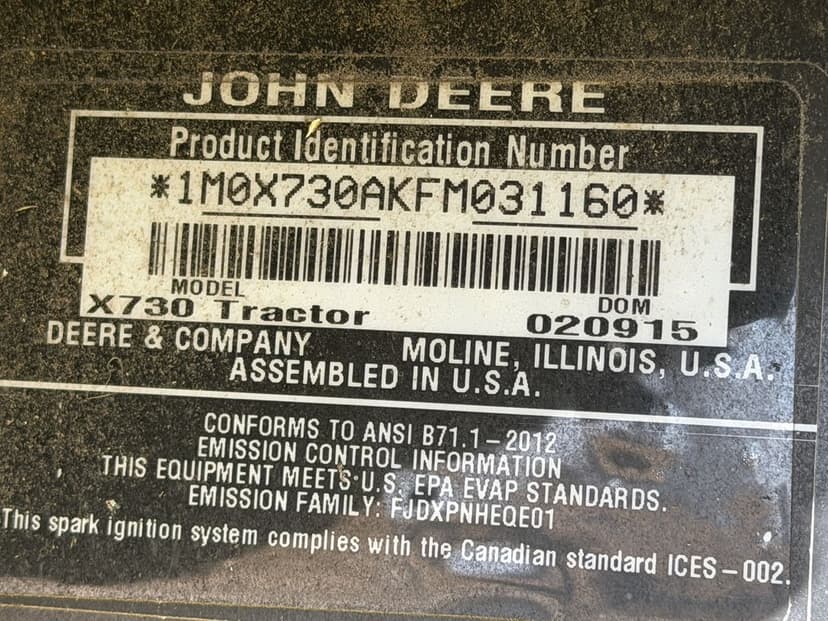 JOHN DEERE
Product Identification Number
*1M0X730AKFM031160*
MODEL DOM
X730 Tractor 020915
DEERE & COMPANY MOLINE, ILLINOIS, U.S.A.
ASSEMBLED IN U.S.A.
CONFORMS TO ANSI B71.1-2012
EMISSION CONTROL INFORMATION
THIS EQUIPMENT MEETS U.S. EPA EVAP STANDARDS.
EMISSION FAMILY: FJDXPNHEQE01
This spark ignition system complies with the Canadian standard ICES-002.